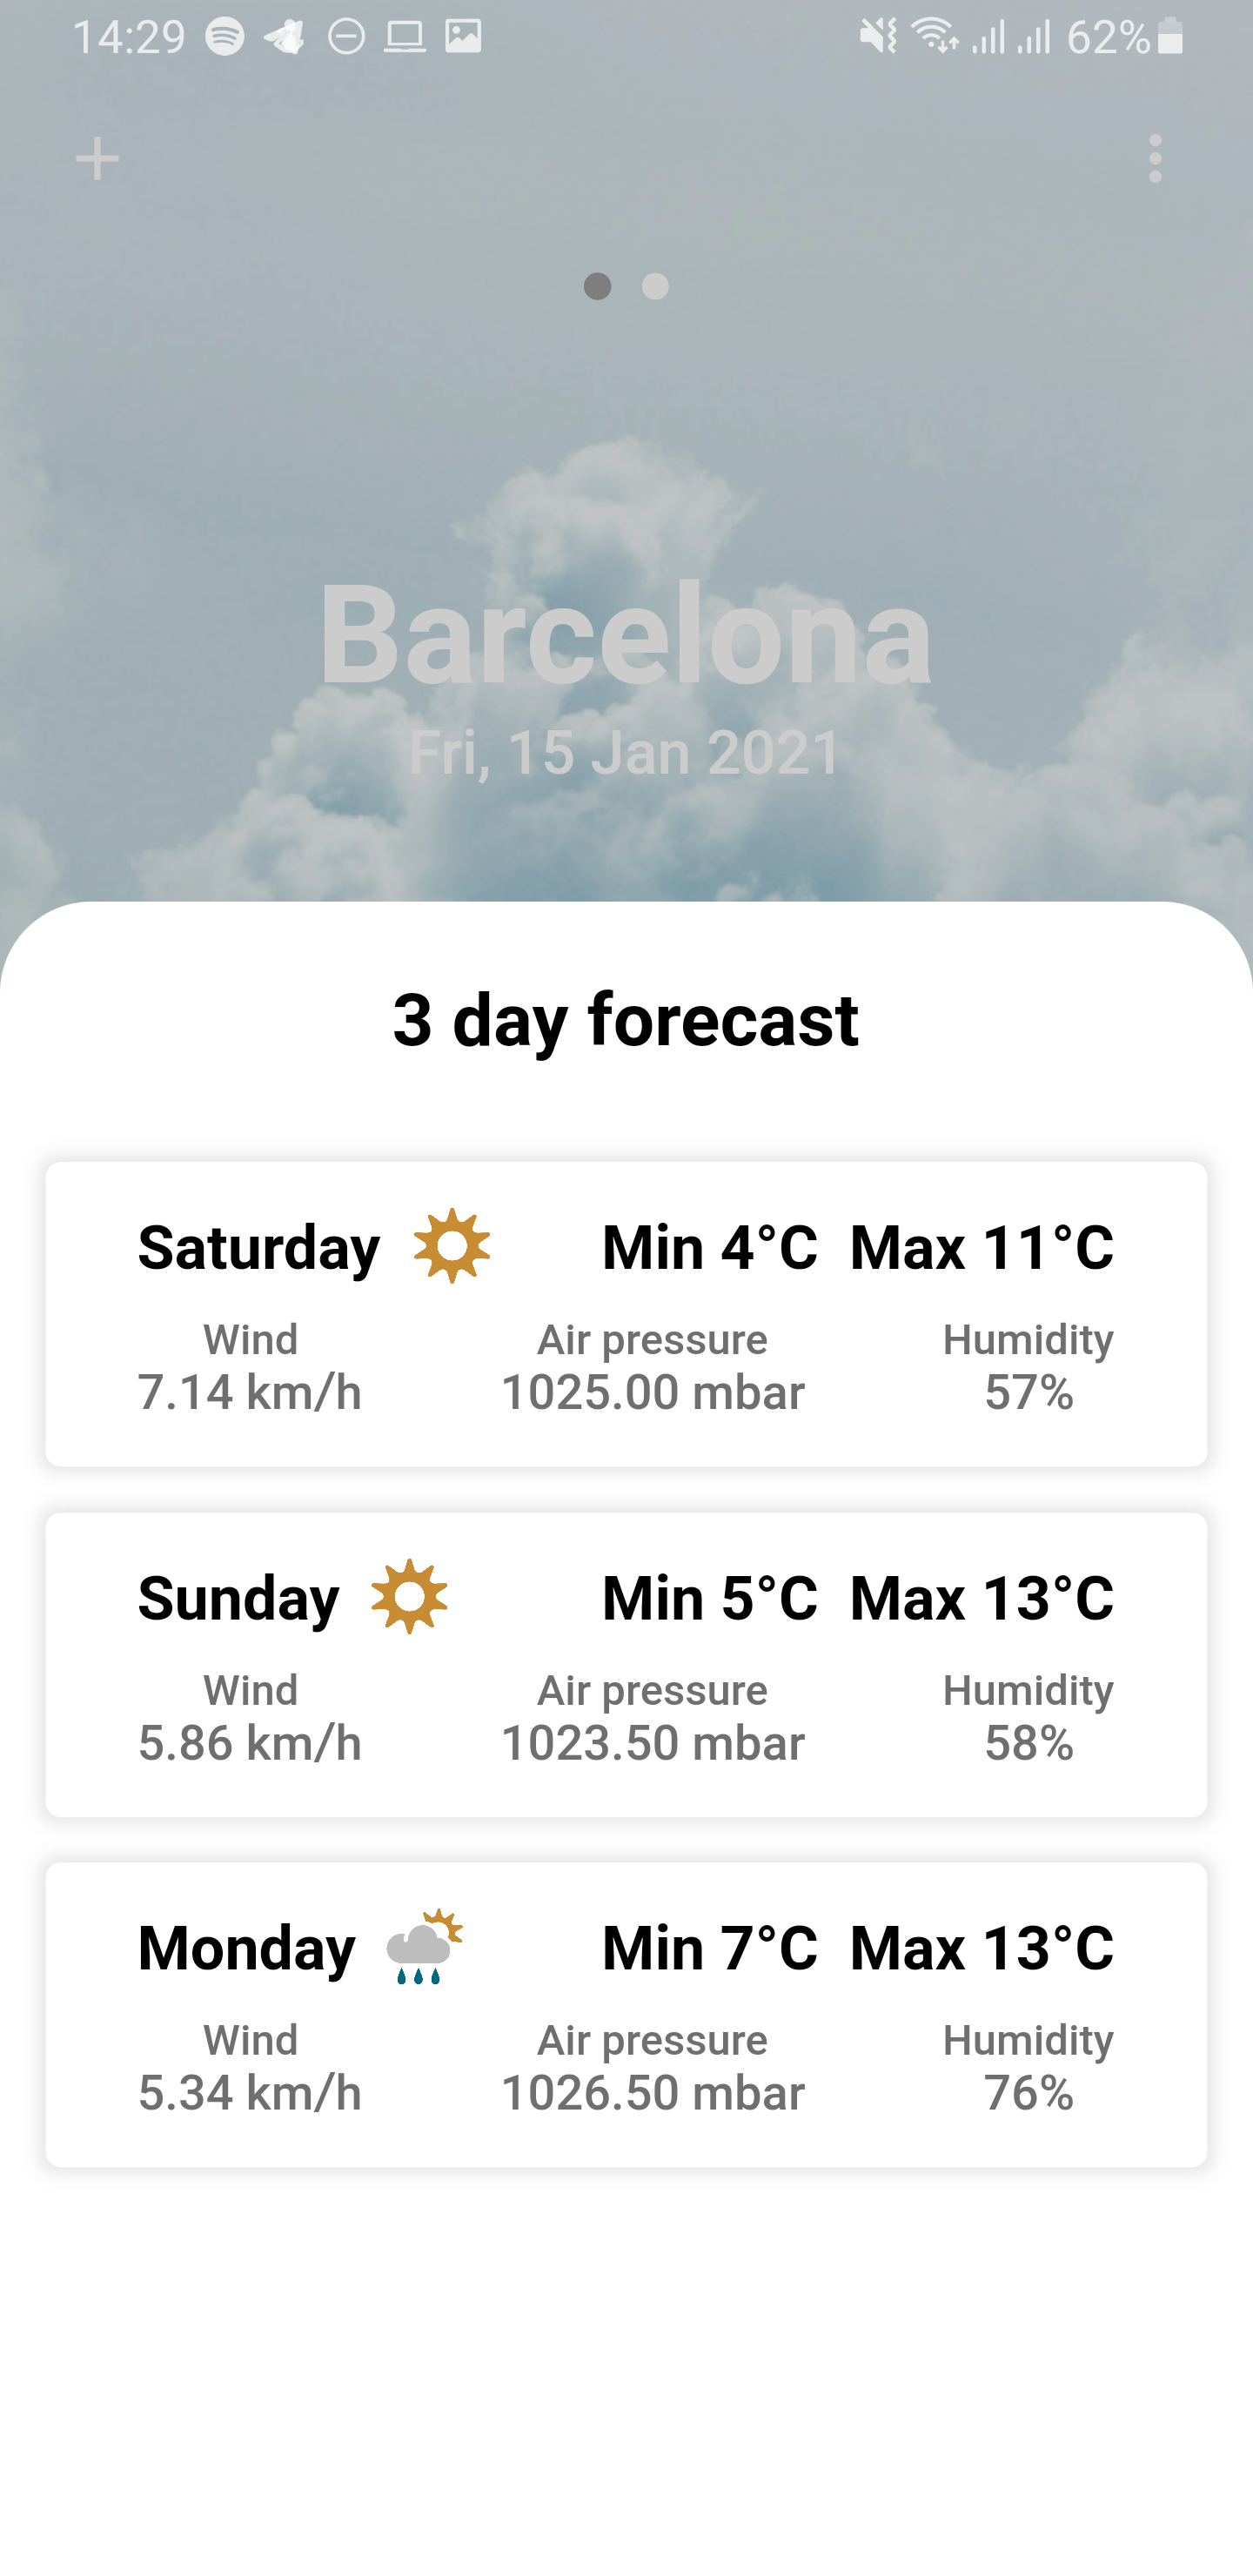 14:29 62%
Barcelona
Fri, 15 Jan 2021
3 day forecast
Saturday Min 4°C Max 11°C
Wind Air pressure Humidity
7.14 km/h 1025.00 mbar 57%
Sunday Min 5°C Max 13°C
Wind Air pressure Humidity
5.86 km/h 1023.50 mbar 58%
Monday Min 7°C Max 13°C
Wind Air pressure Humidity
5.34 km/h 1026.50 mbar 76%